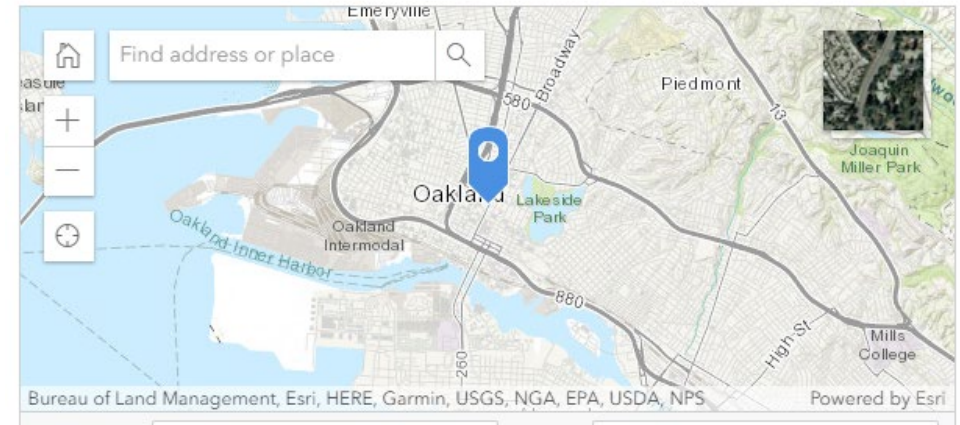 Emeryville
Find address or place
Broadway
580
Piedmont
13
Joaquin
Miller Park
Oakland
Lakeside
Park
Oakland
Intermodal
Oakland Inner Harbor
880
260
High-St
Mills
College
Bureau of Land Management, Esri, HERE, Garmin, USGS, NGA, EPA, USDA, NPS
Powered by Esri